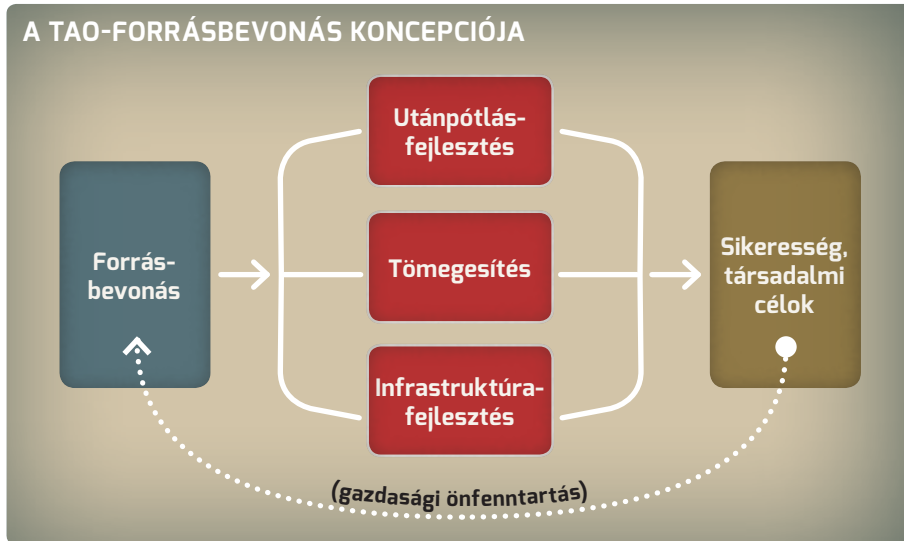 A TAO-FORRÁSBEVONÁS KONCEPCIÓJA
Utánpótlás-
fejlesztés
Forrás-
bevonás
Tömegesítés
Sikeresség,
társadalmi
célok
Infrastruktúra-
fejlesztés
(gazdasági önfenntartás)